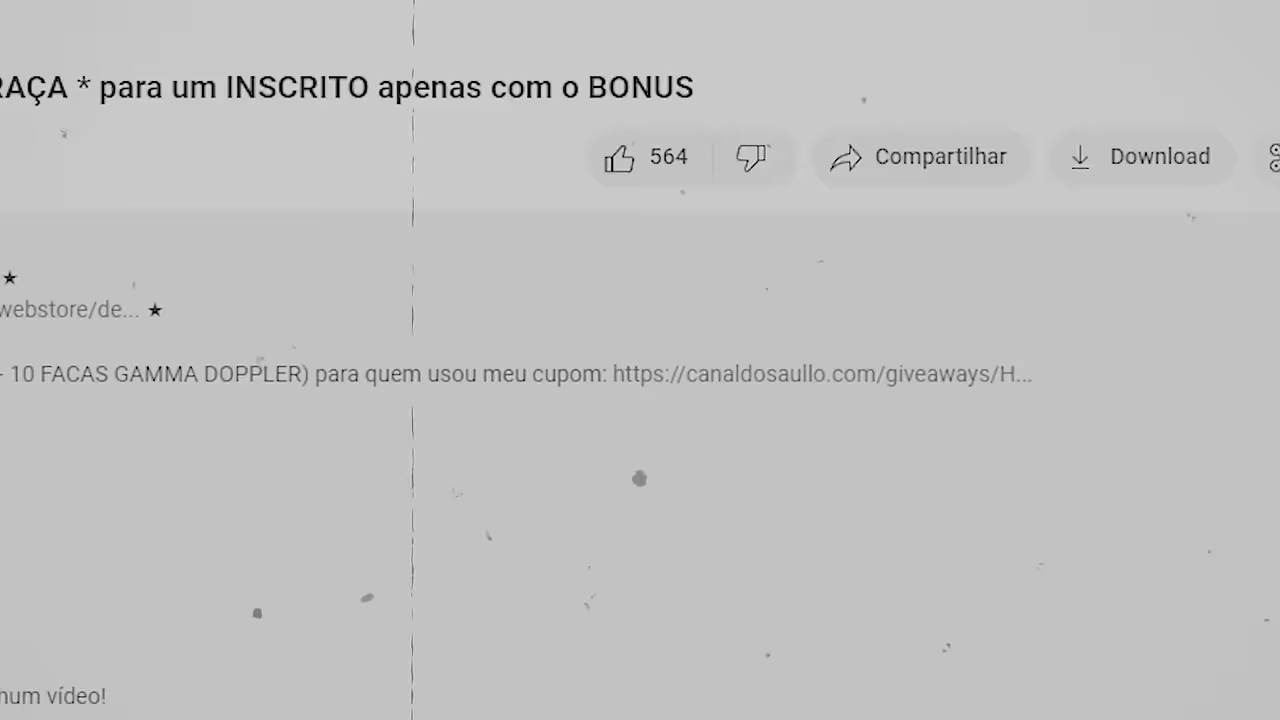 RAÇA * para um INSCRITO apenas com o BONUS
564 Compartilhar Download
★
webstore/de... ★
- 10 FACAS GAMMA DOPPLER) para quem usou meu cupom: https://canaldosaullo.com/giveaways/H...
hum vídeo!